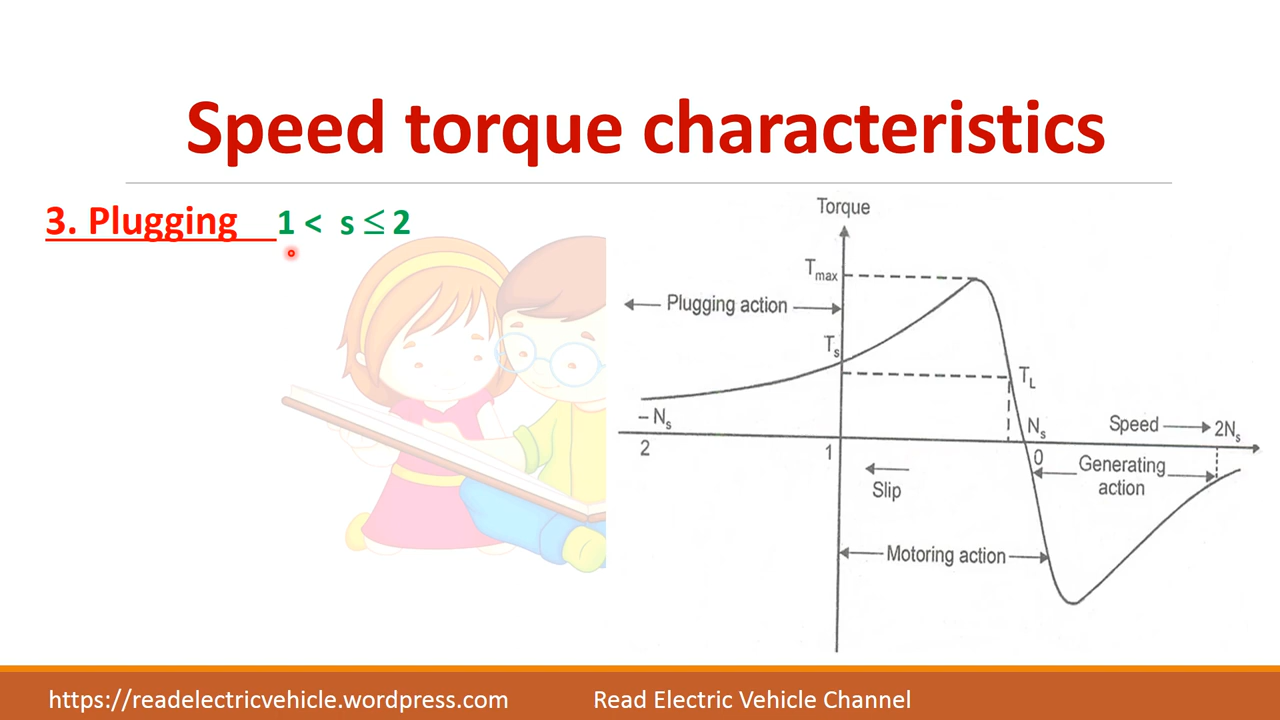 Speed torque characteristics
3. Plugging 1 < s ≤ 2
Torque
Tmax
Plugging action
Ts
TL
– Ns
Ns
Speed
2Ns
2
1
0
Slip
Generating
action
Motoring action
https://readelectricvehicle.wordpress.com
Read Electric Vehicle Channel